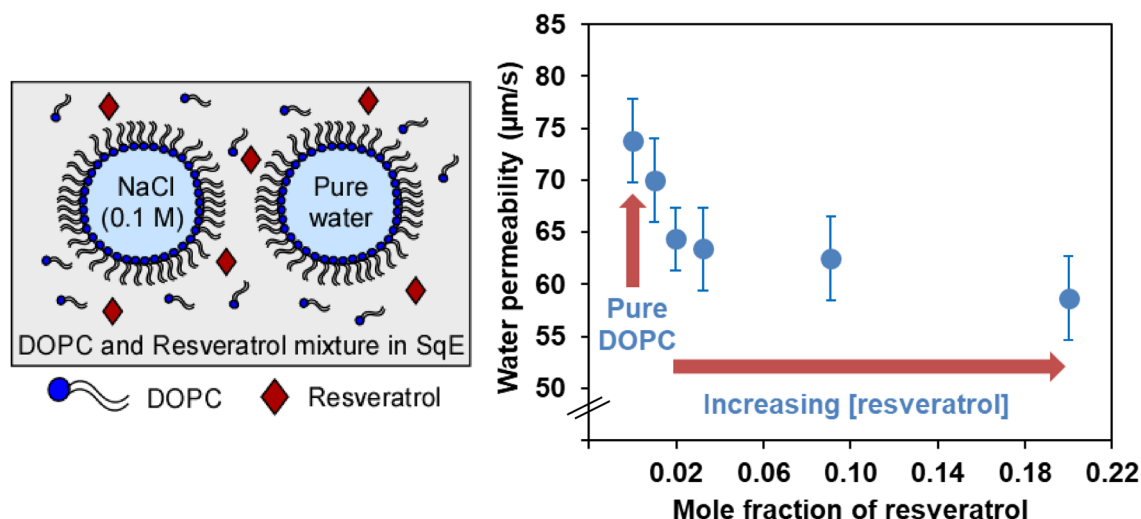 NaCl
(0.1 M)
Pure
water
DOPC and Resveratrol mixture in SqE
DOPC
Resveratrol
Water permeability (µm/s)
85
80
75
70
65
60
55
50
Pure
DOPC
Increasing [resveratrol]
0.02
0.06
0.10
0.14
0.18
0.22
Mole fraction of resveratrol